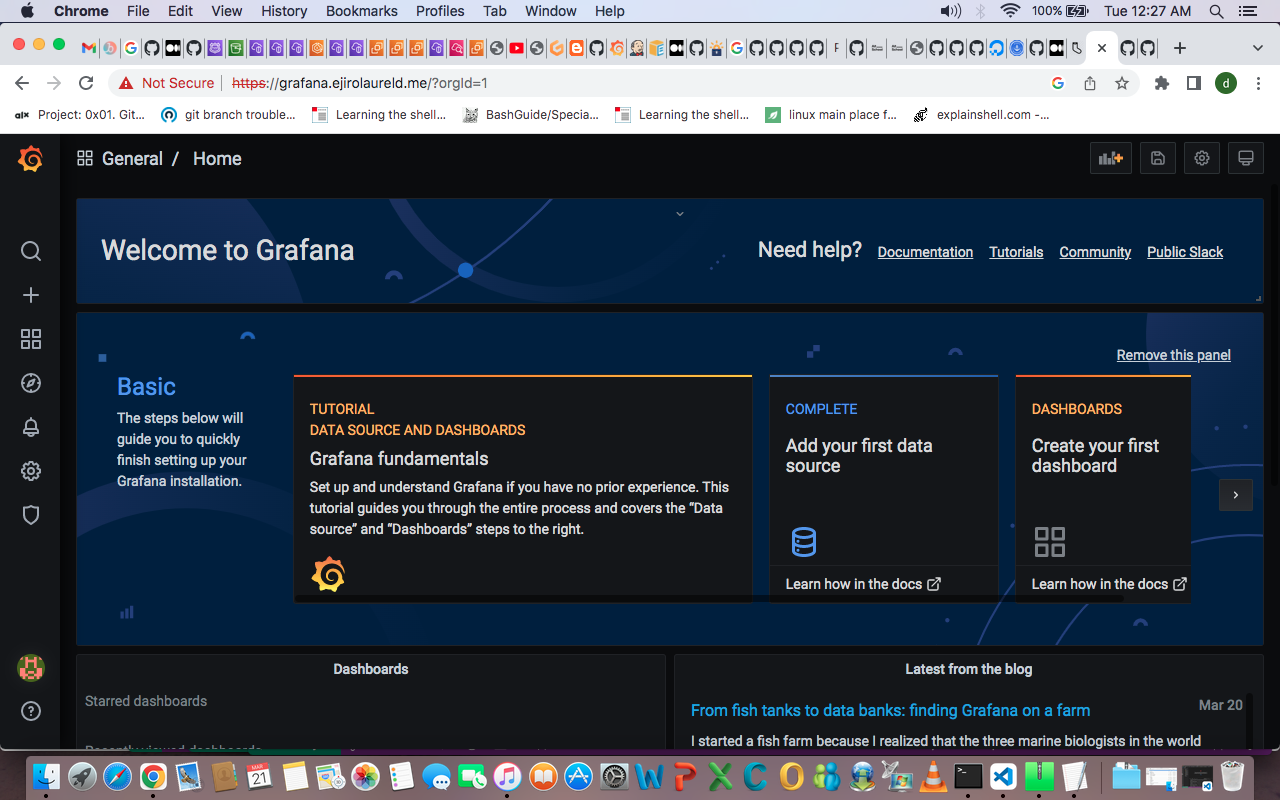 Chrome File Edit View History Bookmarks Profiles Tab Window Help 100% Tue 12:27 AM
Not Secure https://grafana.ejirolaureld.me/?orgId=1 d
Project: 0x01. Git... git branch trouble... Learning the shell... BashGuide/Specia... Learning the shell... linux main place f... explainshell.com -...
General / Home
Welcome to Grafana
Need help? Documentation Tutorials Community Public Slack
Remove this panel
Basic
The steps below will
guide you to quickly
finish setting up your
Grafana installation.
TUTORIAL
DATA SOURCE AND DASHBOARDS
Grafana fundamentals
Set up and understand Grafana if you have no prior experience. This
tutorial guides you through the entire process and covers the “Data
source” and “Dashboards” steps to the right.
COMPLETE
Add your first data
source
Learn how in the docs
DASHBOARDS
Create your first
dashboard
Learn how in the docs
Dashboards
Starred dashboards
Recently viewed dashboards
Latest from the blog
From fish tanks to data banks: finding Grafana on a farm
Mar 20
I started a fish farm because I realized that the three marine biologists in the world
MAR
21